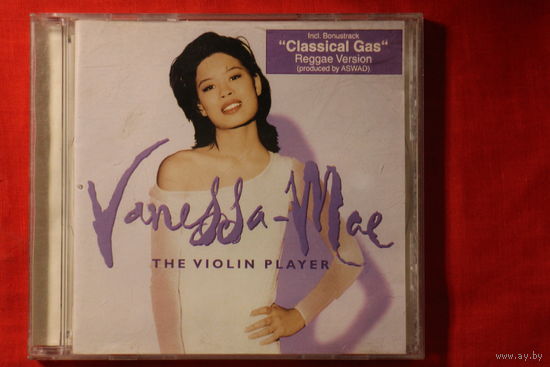 Incl. Bonustrack
"Classical Gas"
Reggae Version
(produced by ASWAD)
Vanessa-Mae
THE VIOLIN PLAYER
www.ay.by